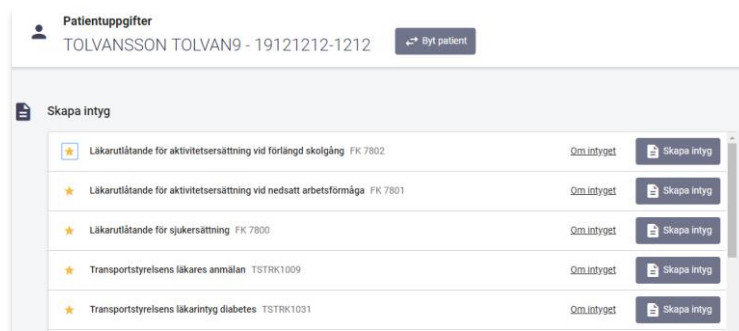 Patientuppgifter
TOLVANSSON TOLVAN9 - 19121212-1212 Byt patient
Skapa intyg
Läkarutlåtande för aktivitetsersättning vid förlängd skolgång FK 7802 Om intyget Skapa intyg
Läkarutlåtande för aktivitetsersättning vid nedsatt arbetsförmåga FK 7801 Om intyget Skapa intyg
Läkarutlåtande för sjukersättning FK 7800 Om intyget Skapa intyg
Transportstyrelsens läkares anmälan TSTRK1009 Om intyget Skapa intyg
Transportstyrelsens läkarintyg diabetes TSTRK1031 Om intyget Skapa intyg